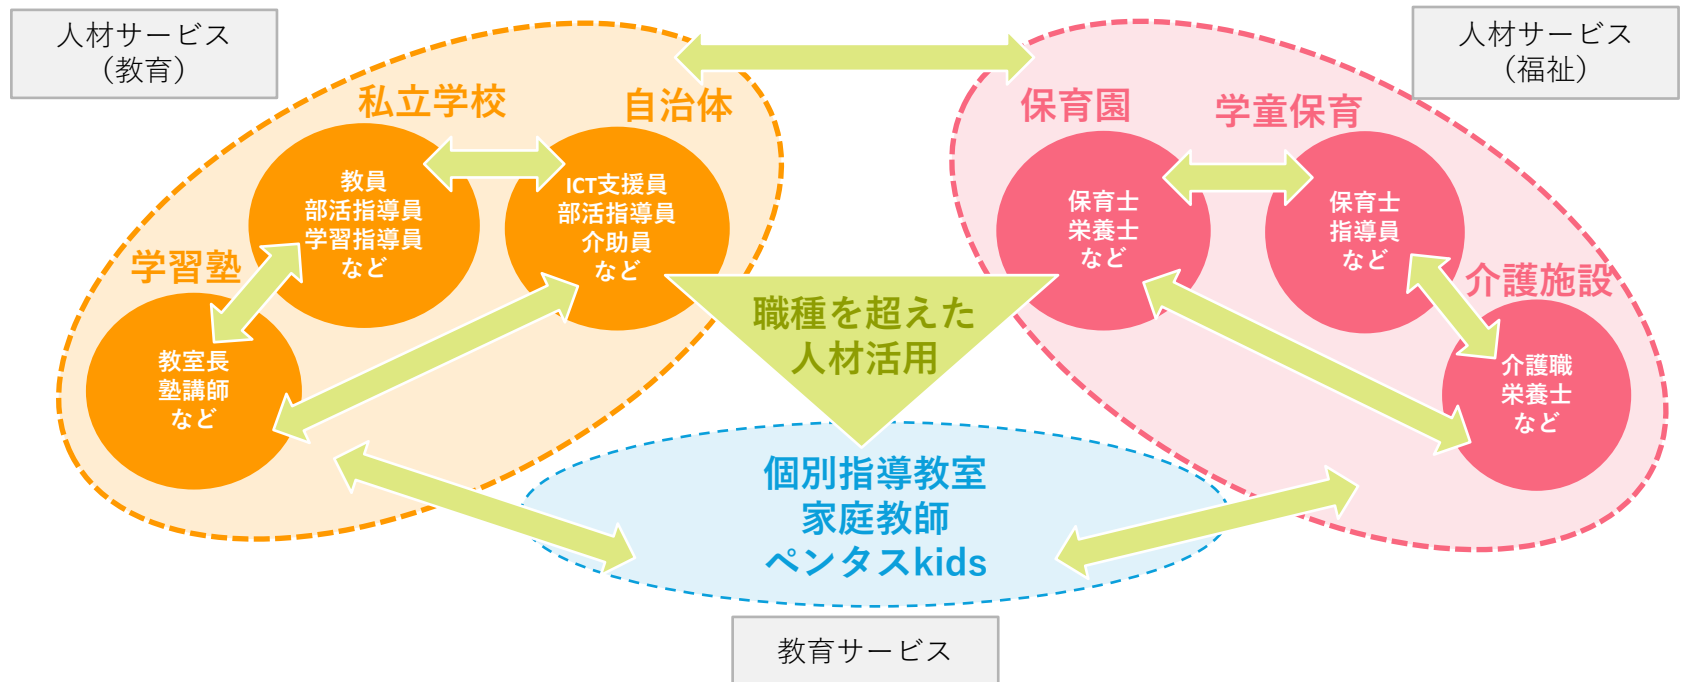 人材サービス
（教育）
私立学校
教員
部活指導員
学習指導員
など
自治体
ICT支援員
部活指導員
介助員
など
学習塾
教室長
塾講師
など
人材サービス
（福祉）
保育園
保育士
栄養士
など
学童保育
保育士
指導員
など
介護施設
介護職
栄養士
など
職種を超えた
人材活用
個別指導教室
家庭教師
ペンタスkids
教育サービス